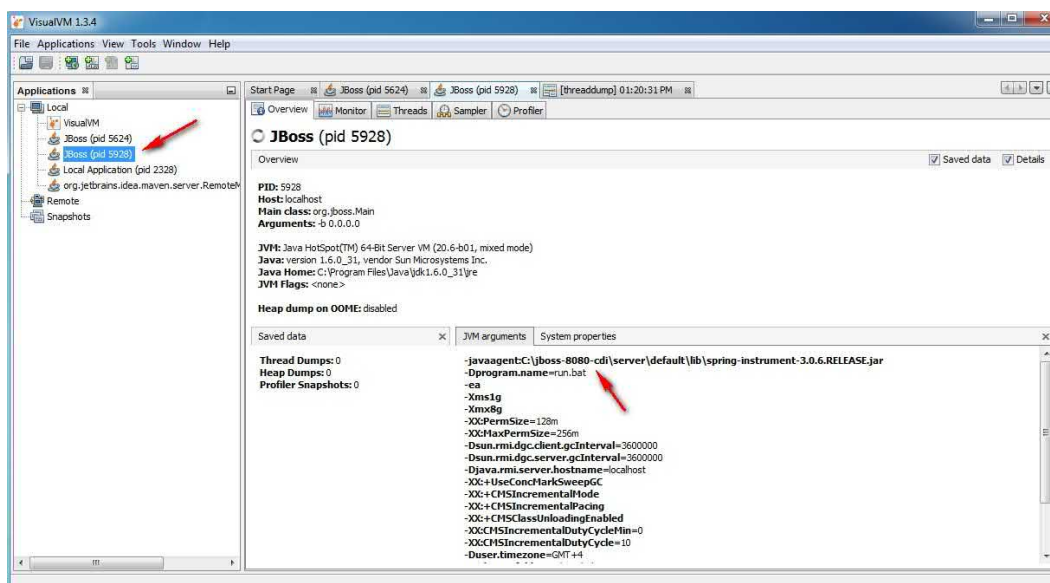 VisualVM 1.3.4
File Applications View Tools Window Help
Applications
Local
VisualVM
JBoss (pid 5624)
JBoss (pid 5928)
Local Application (pid 2328)
org.jetbrains.idea.maven.server.RemoteM
Remote
Snapshots
Start Page JBoss (pid 5624) JBoss (pid 5928) [threaddump] 01:20:31 PM
Overview Monitor Threads Sampler Profiler
JBoss (pid 5928)
Overview Saved data Details
PID: 5928
Host: localhost
Main class: org.jboss.Main
Arguments: -b 0.0.0.0
JVM: Java HotSpot(TM) 64-Bit Server VM (20.6-b01, mixed mode)
Java: version 1.6.0_31, vendor Sun Microsystems Inc.
Java Home: C:\Program Files\Java\jdk1.6.0_31\jre
JVM Flags: <none>
Heap dump on OOME: disabled
Saved data
Thread Dumps: 0
Heap Dumps: 0
Profiler Snapshots: 0
JVM arguments System properties
-javaagent:C:\jboss-8080-cdi\server\default\lib\spring-instrument-3.0.6.RELEASE.jar
-Dprogram.name=run.bat
-ea
-Xms1g
-Xmx8g
-XX:PermSize=128m
-XX:MaxPermSize=256m
-Dsun.rmi.dgc.client.gcInterval=3600000
-Dsun.rmi.dgc.server.gcInterval=3600000
-Djava.rmi.server.hostname=localhost
-XX:+UseConcMarkSweepGC
-XX:+CMSIncrementalMode
-XX:+CMSIncrementalPacing
-XX:+CMSClassUnloadingEnabled
-XX:CMSIncrementalDutyCycleMin=0
-XX:CMSIncrementalDutyCycle=10
-Duser.timezone=GMT+4